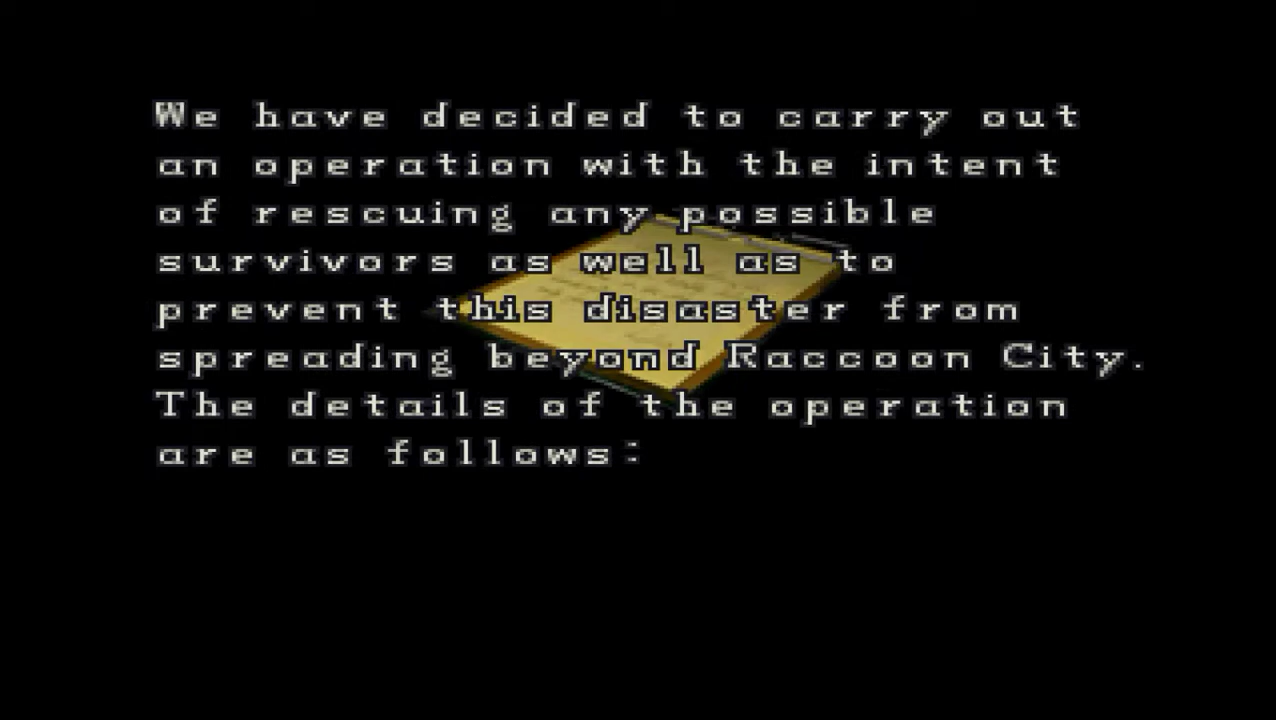 We have decided to carry out
an operation with the intent
of rescuing any possible
survivors as well as to
prevent this disaster from
spreading beyond Raccoon City.
The details of the operation
are as follows: